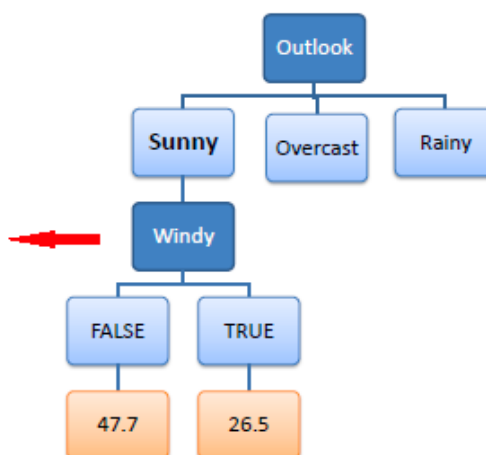 Outlook
Sunny
Overcast
Rainy
Windy
FALSE
TRUE
47.7
26.5